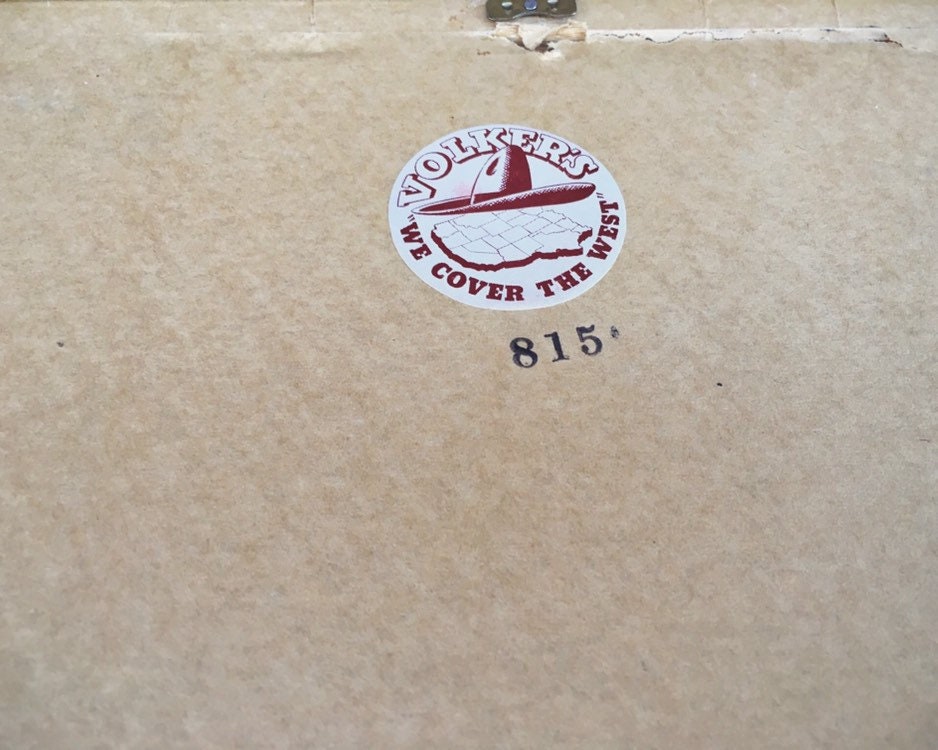 VOLKER'S
"WE COVER THE WEST"
815